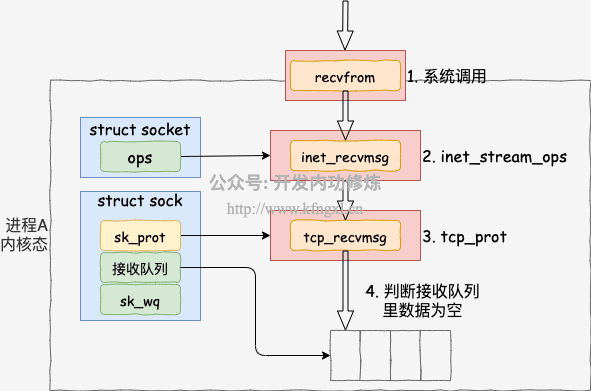 recvfrom
1. 系统调用
struct socket
ops
inet_recvmsg
2. inet_stream_ops
公众号: 开发内功修炼
struct sock
http://www.kfngxl.cn
进程A
内核态
sk_prot
tcp_recvmsg
3. tcp_prot
接收队列
sk_wq
4. 判断接收队列
里数据为空